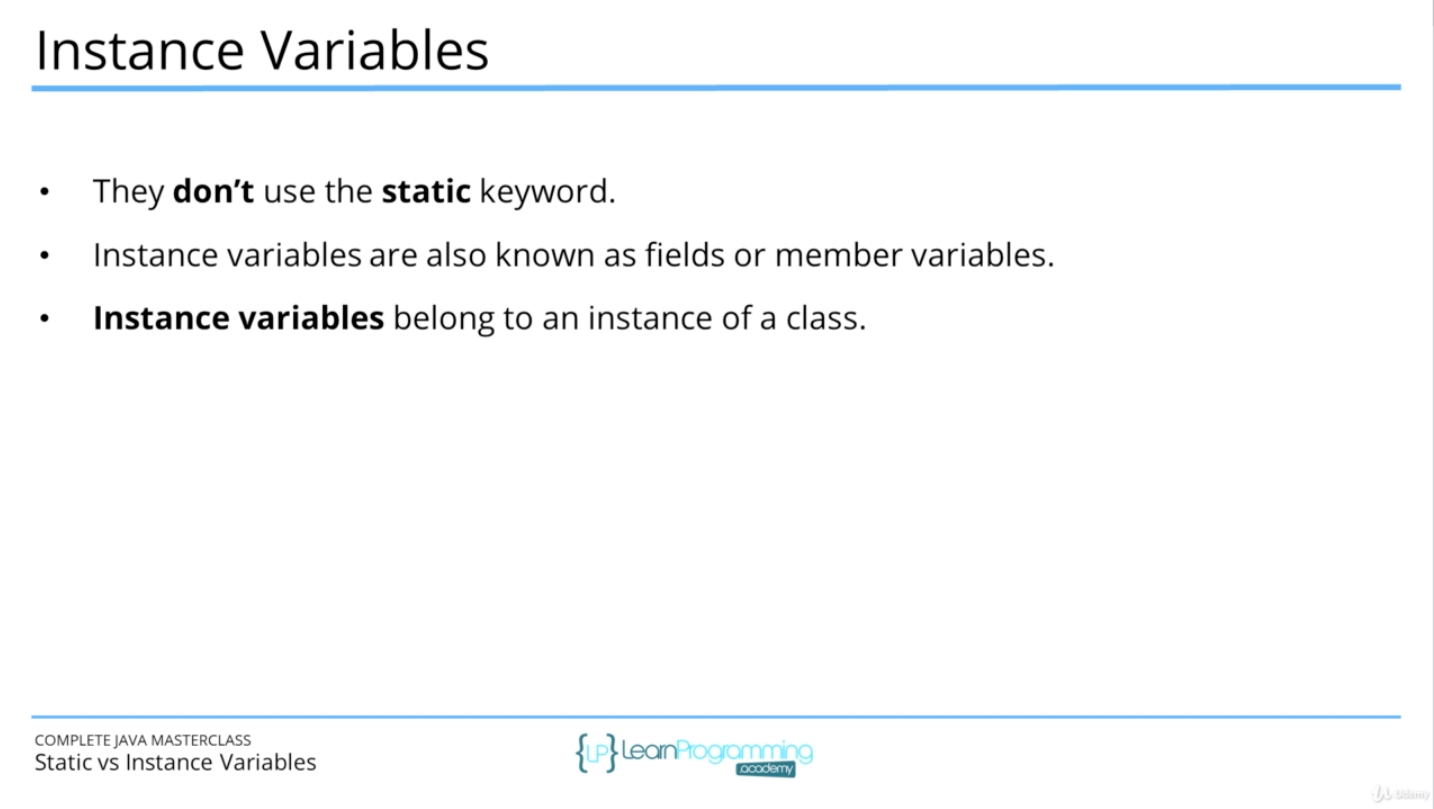 Instance Variables
• They don’t use the static keyword.
• Instance variables are also known as fields or member variables.
• Instance variables belong to an instance of a class.
COMPLETE JAVA MASTERCLASS
Static vs Instance Variables
{LP} LearnProgramming
academy
Udemy